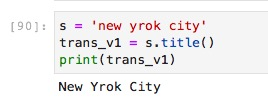 [90]: s = 'new yrok city'
trans_v1 = s.title()
print(trans_v1)
New Yrok City